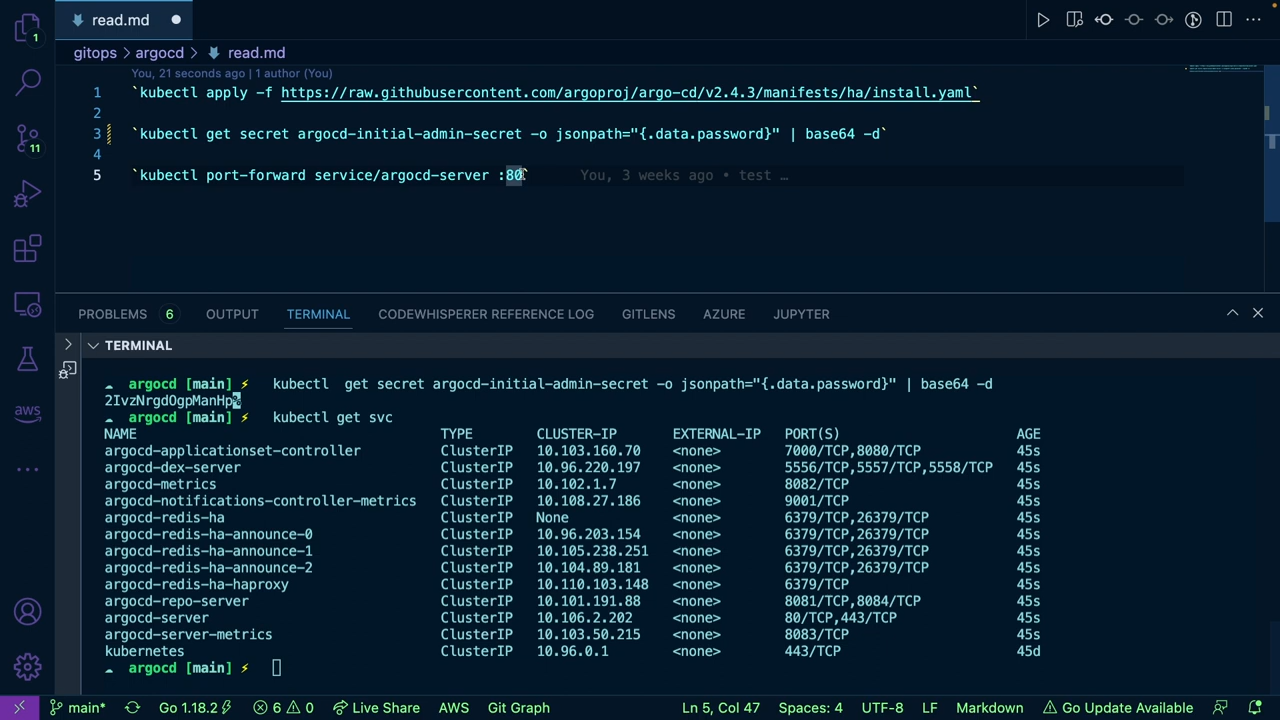 read.md
1
gitops > argocd > read.md
You, 21 seconds ago | 1 author (You)
1 `kubectl apply -f https://raw.githubusercontent.com/argoproj/argo-cd/v2.4.3/manifests/ha/install.yaml`
2
3 `kubectl get secret argocd-initial-admin-secret -o jsonpath="{.data.password}" | base64 -d`
4
5 `kubectl port-forward service/argocd-server :80` You, 3 weeks ago • test …
11
aws
PROBLEMS 6 OUTPUT TERMINAL CODEWHISPERER REFERENCE LOG GITLENS AZURE JUPYTER
TERMINAL
argocd [main] ⚡ kubectl  get secret argocd-initial-admin-secret -o jsonpath="{.data.password}" | base64 -d
2IvzNrgdOgpManHp%
argocd [main] ⚡ kubectl get svc
NAME TYPE CLUSTER-IP EXTERNAL-IP PORT(S) AGE
argocd-applicationset-controller ClusterIP 10.103.160.70 <none> 7000/TCP,8080/TCP 45s
argocd-dex-server ClusterIP 10.96.220.197 <none> 5556/TCP,5557/TCP,5558/TCP 45s
argocd-metrics ClusterIP 10.102.1.7 <none> 8082/TCP 45s
argocd-notifications-controller-metrics ClusterIP 10.108.27.186 <none> 9001/TCP 45s
argocd-redis-ha ClusterIP None <none> 6379/TCP,26379/TCP 45s
argocd-redis-ha-announce-0 ClusterIP 10.96.203.154 <none> 6379/TCP,26379/TCP 45s
argocd-redis-ha-announce-1 ClusterIP 10.105.238.251 <none> 6379/TCP,26379/TCP 45s
argocd-redis-ha-announce-2 ClusterIP 10.104.89.181 <none> 6379/TCP,26379/TCP 45s
argocd-redis-ha-haproxy ClusterIP 10.110.103.148 <none> 6379/TCP 45s
argocd-repo-server ClusterIP 10.101.191.88 <none> 8081/TCP,8084/TCP 45s
argocd-server ClusterIP 10.106.2.202 <none> 80/TCP,443/TCP 45s
argocd-server-metrics ClusterIP 10.103.50.215 <none> 8083/TCP 45s
kubernetes ClusterIP 10.96.0.1 <none> 443/TCP 45d
argocd [main] ⚡
main* Go 1.18.2 6 0 Live Share AWS Git Graph Ln 5, Col 47 Spaces: 4 UTF-8 LF Markdown Go Update Available